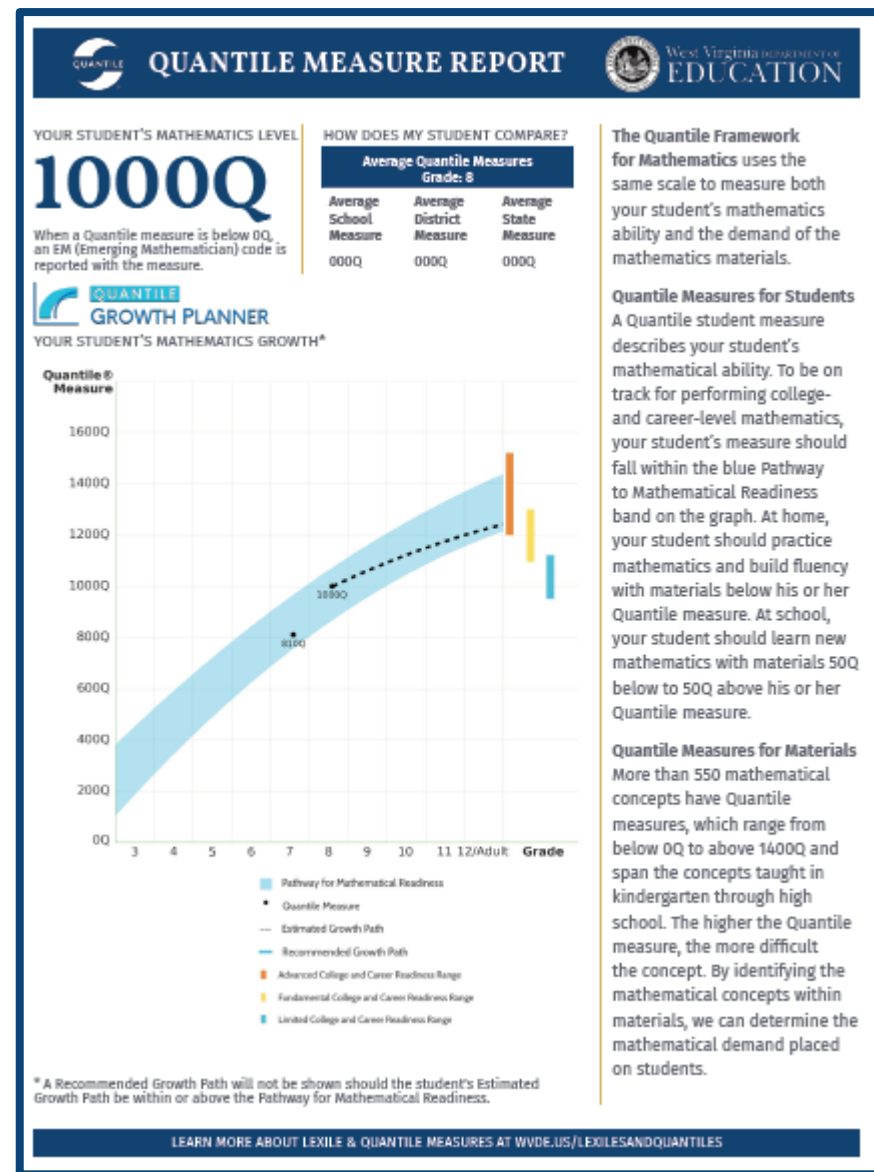 QUANTILE
QUANTILE MEASURE REPORT
West Virginia DEPARTMENT OF
EDUCATION
YOUR STUDENT'S MATHEMATICS LEVEL
1000Q
When a Quantile measure is below 0Q,
an EM (Emerging Mathematician) code is
reported with the measure.
HOW DOES MY STUDENT COMPARE?
Average Quantile Measures
Grade: 8
Average School Measure
Average District Measure
Average State Measure
000Q 000Q 000Q
QUANTILE
GROWTH PLANNER
YOUR STUDENT'S MATHEMATICS GROWTH*
Quantile®
Measure
1600Q
1400Q
1200Q
1000Q
800Q
600Q
400Q
200Q
0Q
1000Q
810Q
3 4 5 6 7 8 9 10 11 12/Adult Grade
Pathway for Mathematical Readiness
Quantile Measure
Estimated Growth Path
Recommended Growth Path
Advanced College and Career Readiness Range
Fundamental College and Career Readiness Range
Limited College and Career Readiness Range
* A Recommended Growth Path will not be shown should the student's Estimated
Growth Path be within or above the Pathway for Mathematical Readiness.
The Quantile Framework
for Mathematics uses the
same scale to measure both
your student's mathematics
ability and the demand of the
mathematics materials.
Quantile Measures for Students
A Quantile student measure
describes your student's
mathematical ability. To be on
track for performing college-
and career-level mathematics,
your student's measure should
fall within the blue Pathway
to Mathematical Readiness
band on the graph. At home,
your student should practice
mathematics and build fluency
with materials below his or her
Quantile measure. At school,
your student should learn new
mathematics with materials 50Q
below to 50Q above his or her
Quantile measure.
Quantile Measures for Materials
More than 550 mathematical
concepts have Quantile
measures, which range from
below 0Q to above 1400Q and
span the concepts taught in
kindergarten through high
school. The higher the Quantile
measure, the more difficult
the concept. By identifying the
mathematical concepts within
materials, we can determine the
mathematical demand placed
on students.
LEARN MORE ABOUT LEXILE & QUANTILE MEASURES AT WVDE.US/LEXILESANDQUANTILES